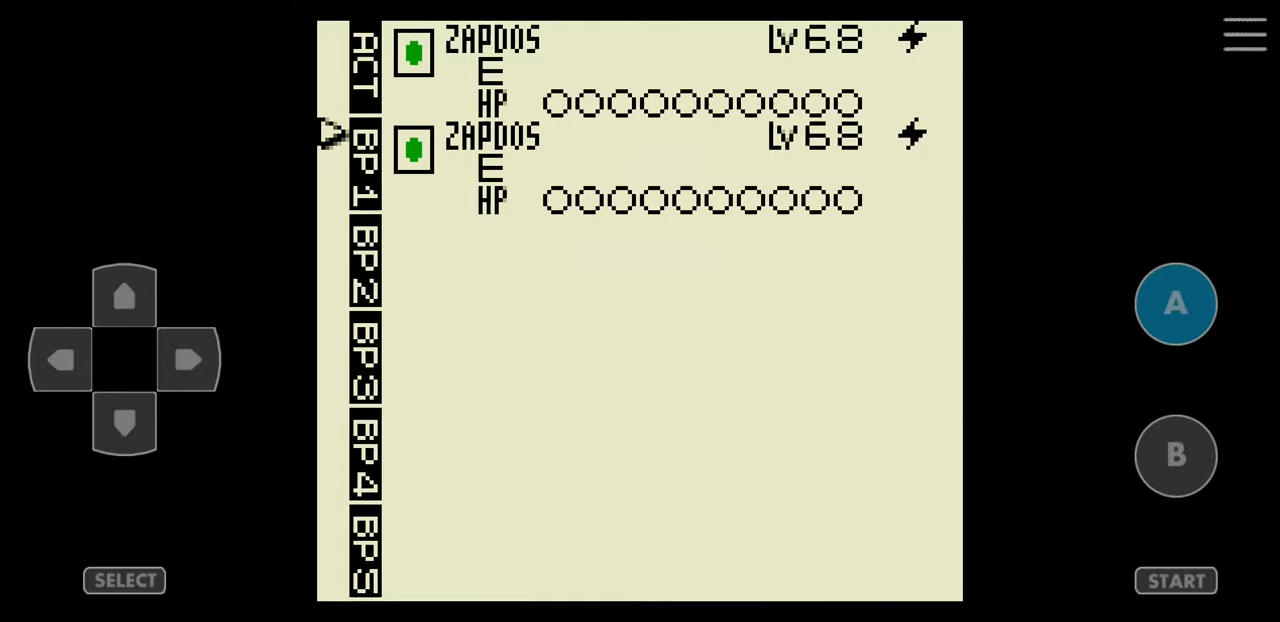 ACT
ZAPDOS Lv68
E
HP
BP1
ZAPDOS Lv68
E
HP
BP2
BP3
BP4
BP5
A
B
SELECT
START